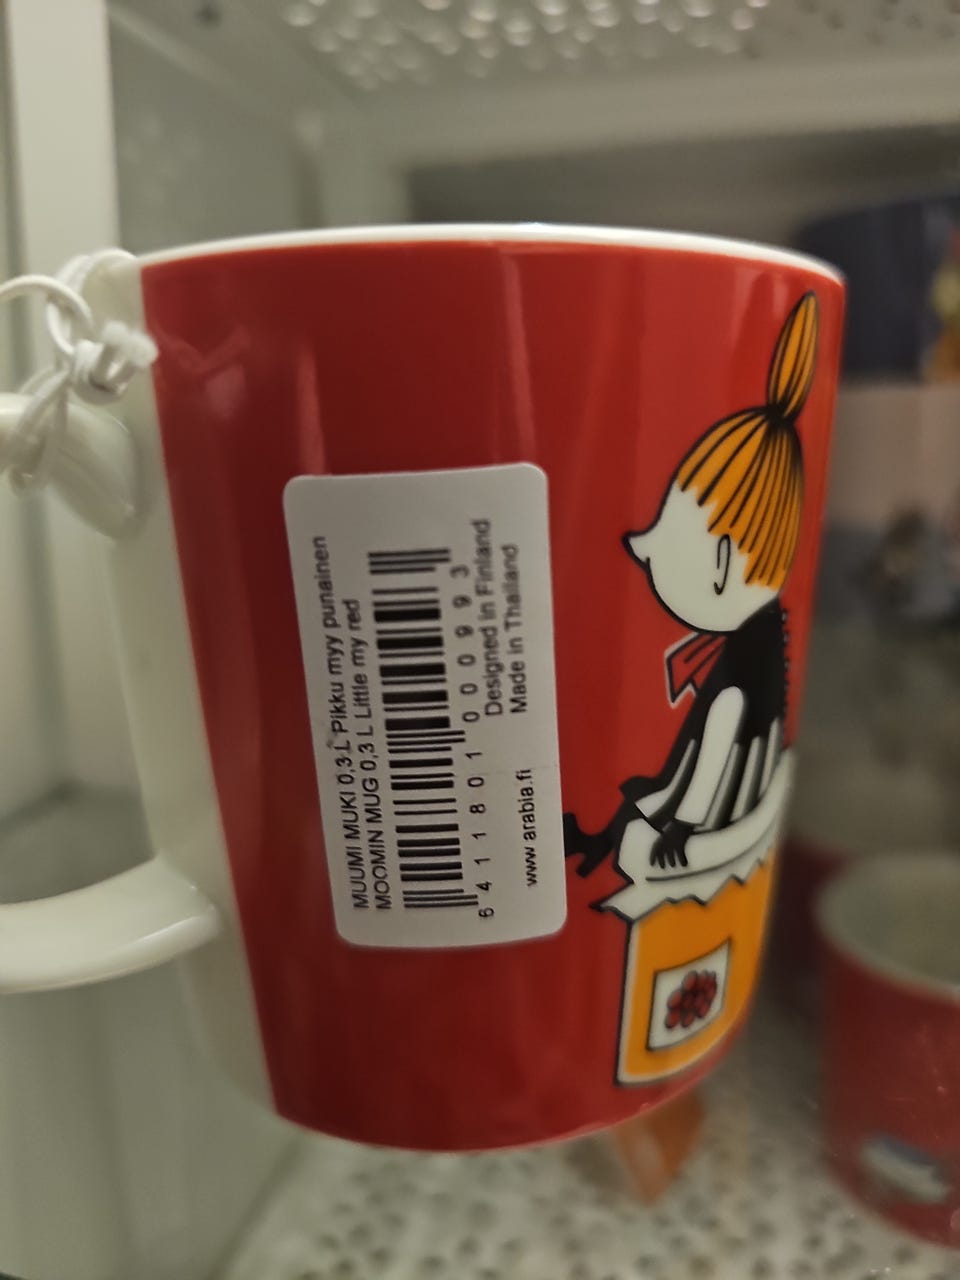 MUUMI MUKI 0,3 L Pikku myy punainen
MOOMIN MUG 0,3 L Little my red
6 411801 000993
Designed in Finland
www.arabia.fi Made in Thailand